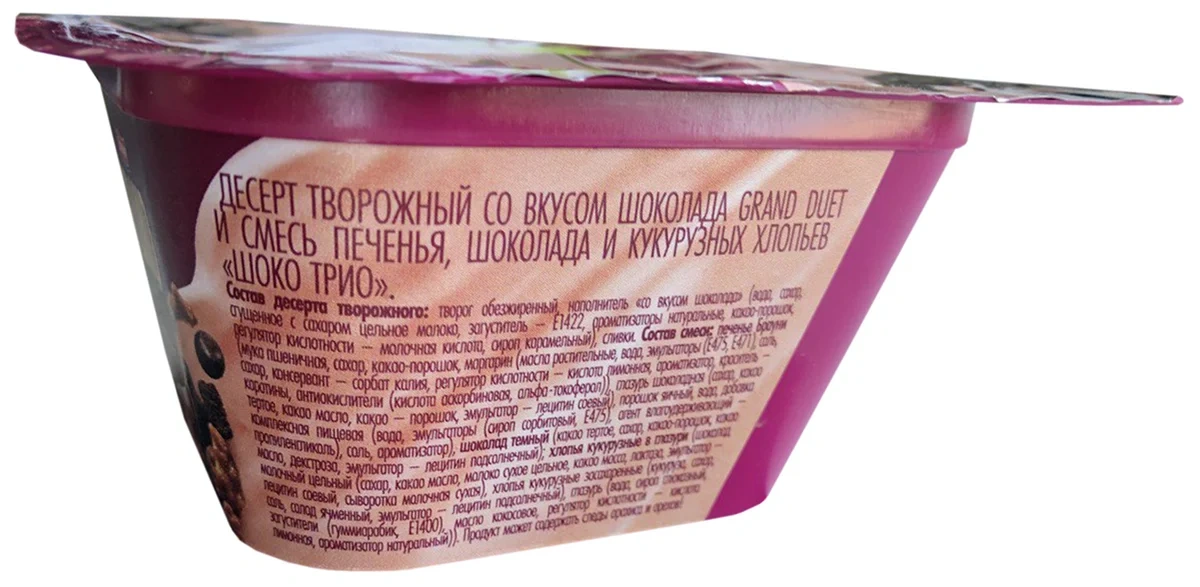 ДЕСЕРТ ТВОРОЖНЫЙ СО ВКУСОМ ШОКОЛАДА GRAND DUET
И СМЕСЬ ПЕЧЕНЬЯ, ШОКОЛАДА И КУКУРУЗНЫХ ХЛОПЬЕВ
«ШОКО ТРИО».
Состав десерта творожного: творог обезжиренный, наполнитель «со вкусом шоколада» (вода, сахар,
сгущенное с сахаром цельное молоко, загуститель – Е1422, ароматизаторы натуральные, какао-порошок,
регулятор кислотности – молочная кислота, сироп карамельный), сливки. Состав смеси: печенье Брауни
(мука пшеничная, сахар, какао-порошок, маргарин (масла растительные, вода, эмульгаторы (Е475, Е471), соль,
сахар, консервант – сорбат калия, регулятор кислотности – кислота лимонная, ароматизатор, краситель –
каротины, антиокислители (кислота аскорбиновая, альфа-токоферол)), глазурь шоколадная (сахар, какао
тертое, какао масло, какао – порошок, эмульгатор – лецитин соевый), порошок яичный, вода, добавка
комплексная пищевая (вода, эмульгаторы (сироп сорбитовый, Е475), агент влагоудерживающий –
пропиленгликоль), соль, ароматизатор), шоколад темный (какао тертое, сахар, какао-порошок, какао
масло, декстроза, эмульгатор – лецитин подсолнечный); хлопья кукурузные в глазури (шоколад
молочный цельный (сахар, какао масло, молоко сухое цельное, какао масса, лактоза, эмульгатор –
лецитин соевый, сыворотка молочная сухая), хлопья кукурузные засахаренные (кукуруза, сахар,
соль, солод ячменный, эмульгатор – лецитин подсолнечный), глазурь (вода, сироп глюкозный,
загустители (гуммиарабик, Е1400), масло кокосовое, регулятор кислотности – кислота
лимонная, ароматизатор натуральный)). Продукт может содержать следы арахиса и орехов!